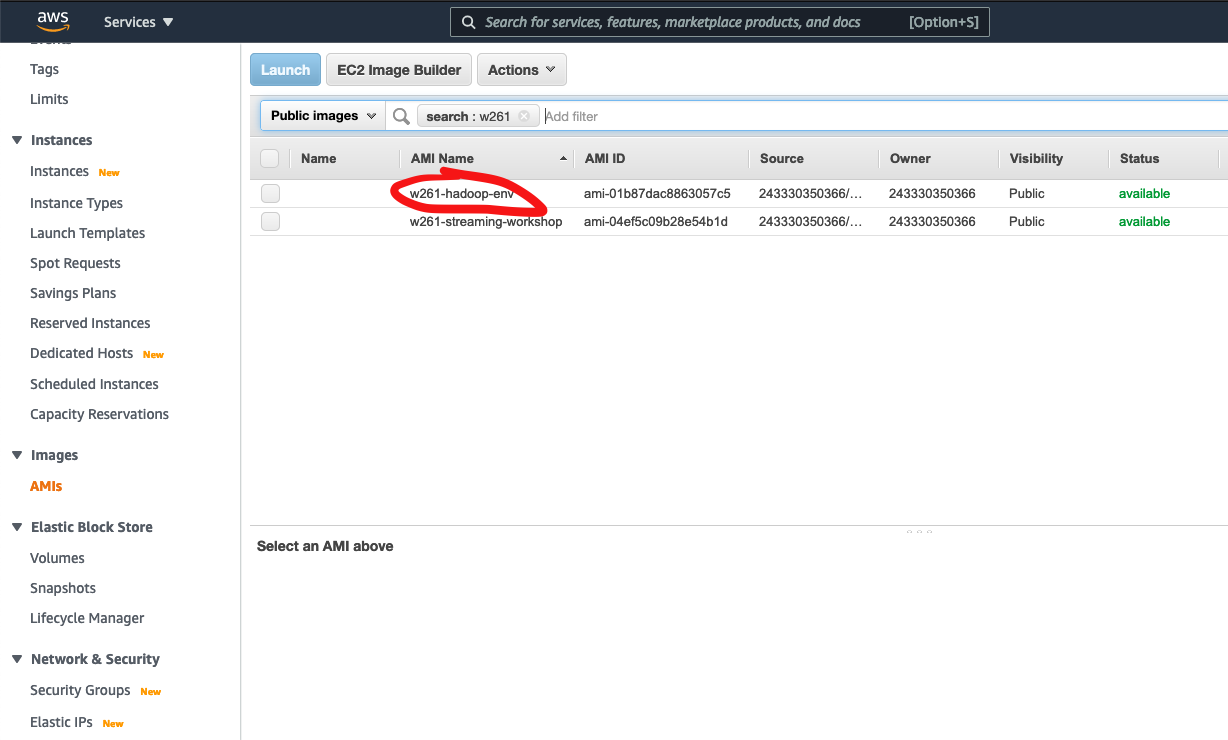 aws Services Search for services, features, marketplace products, and docs [Option+S]
Events
Tags
Limits
Instances
Instances New
Instance Types
Launch Templates
Spot Requests
Savings Plans
Reserved Instances
Dedicated Hosts New
Scheduled Instances
Capacity Reservations
Images
AMIs
Elastic Block Store
Volumes
Snapshots
Lifecycle Manager
Network & Security
Security Groups New
Elastic IPs New
Launch EC2 Image Builder Actions
Public images search : w261 Add filter
Name AMI Name AMI ID Source Owner Visibility Status
w261-hadoop-env ami-01b87dac8863057c5 243330350366/... 243330350366 Public available
w261-streaming-workshop ami-04ef5c09b28e54b1d 243330350366/... 243330350366 Public available
Select an AMI above